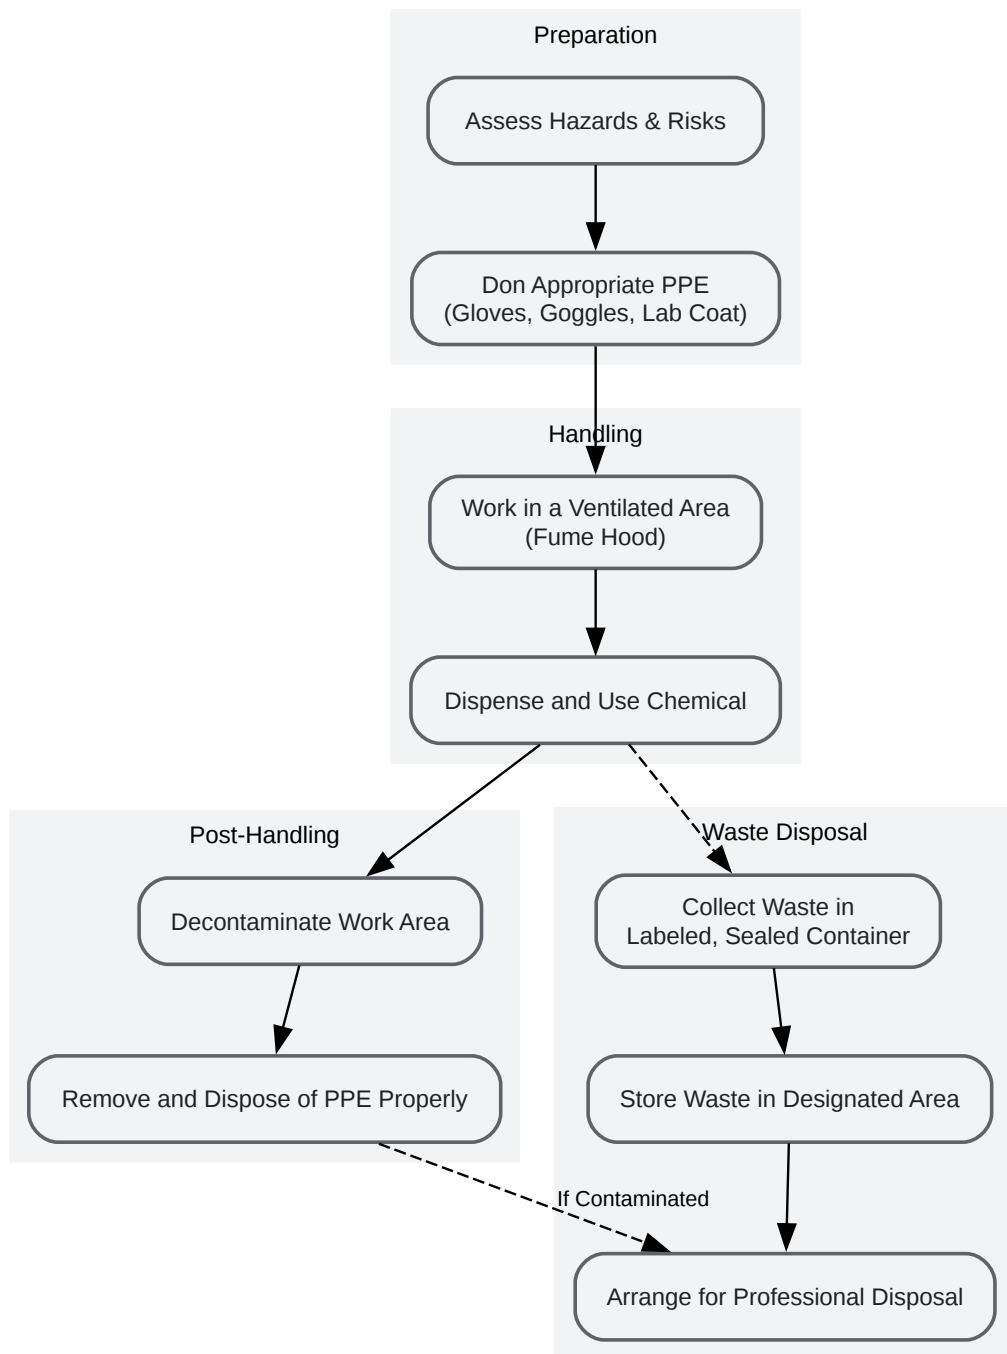 Preparation
Assess Hazards & Risks
Don Appropriate PPE
(Gloves, Goggles, Lab Coat)
Handling
Work in a Ventilated Area
(Fume Hood)
Dispense and Use Chemical
Post-Handling
Decontaminate Work Area
Remove and Dispose of PPE Properly
Waste Disposal
Collect Waste in
Labeled, Sealed Container
Store Waste in Designated Area
If Contaminated
Arrange for Professional Disposal